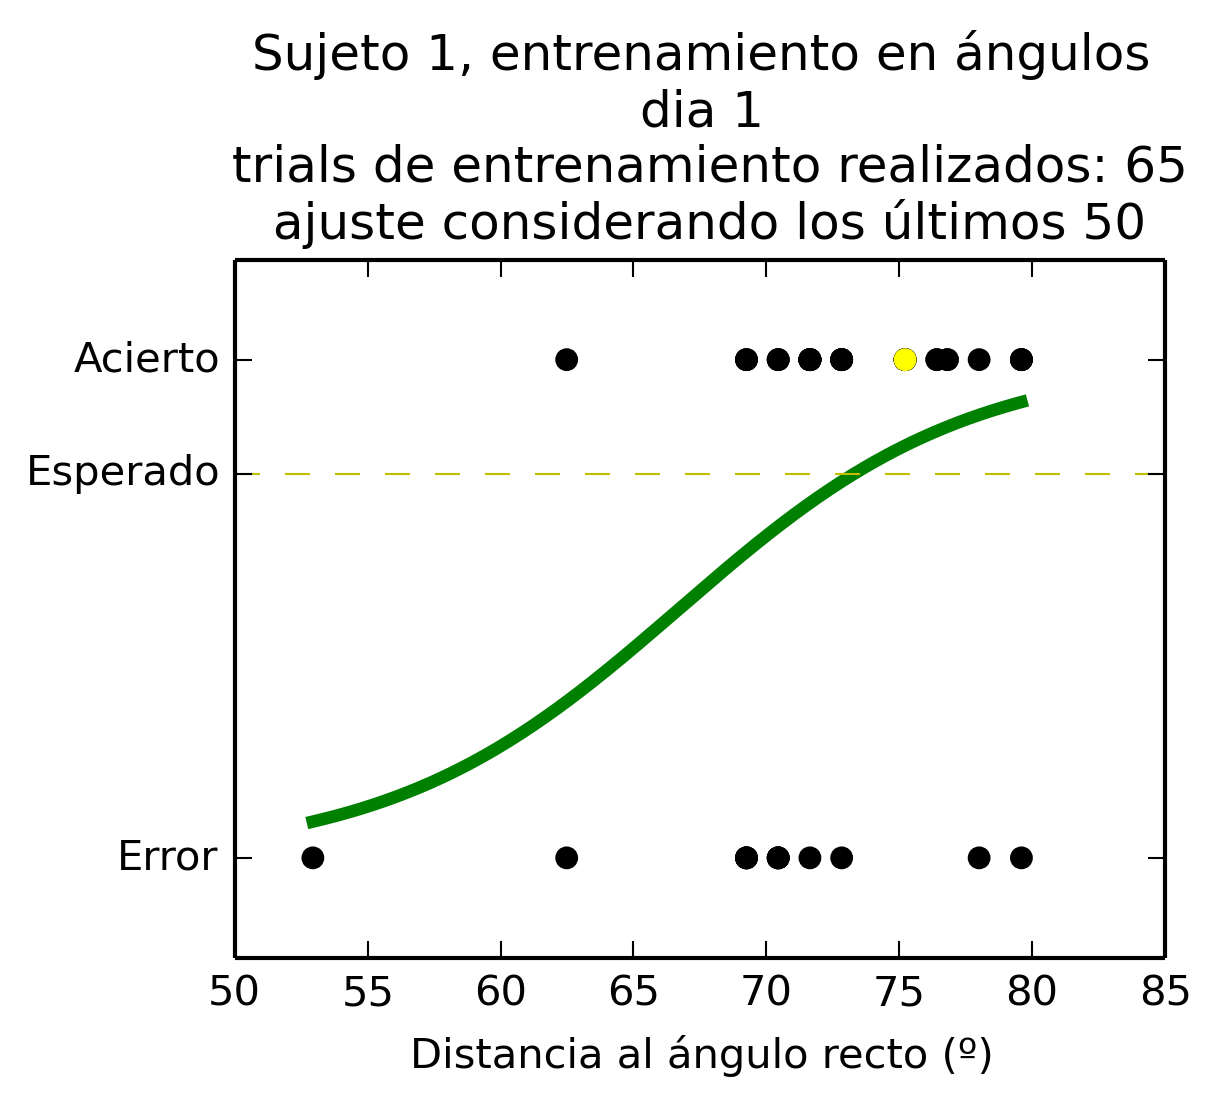 Sujeto 1, entrenamiento en ángulos
dia 1
trials de entrenamiento realizados: 65
ajuste considerando los últimos 50
Acierto
Esperado
Error
50 55 60 65 70 75 80 85
Distancia al ángulo recto (º)